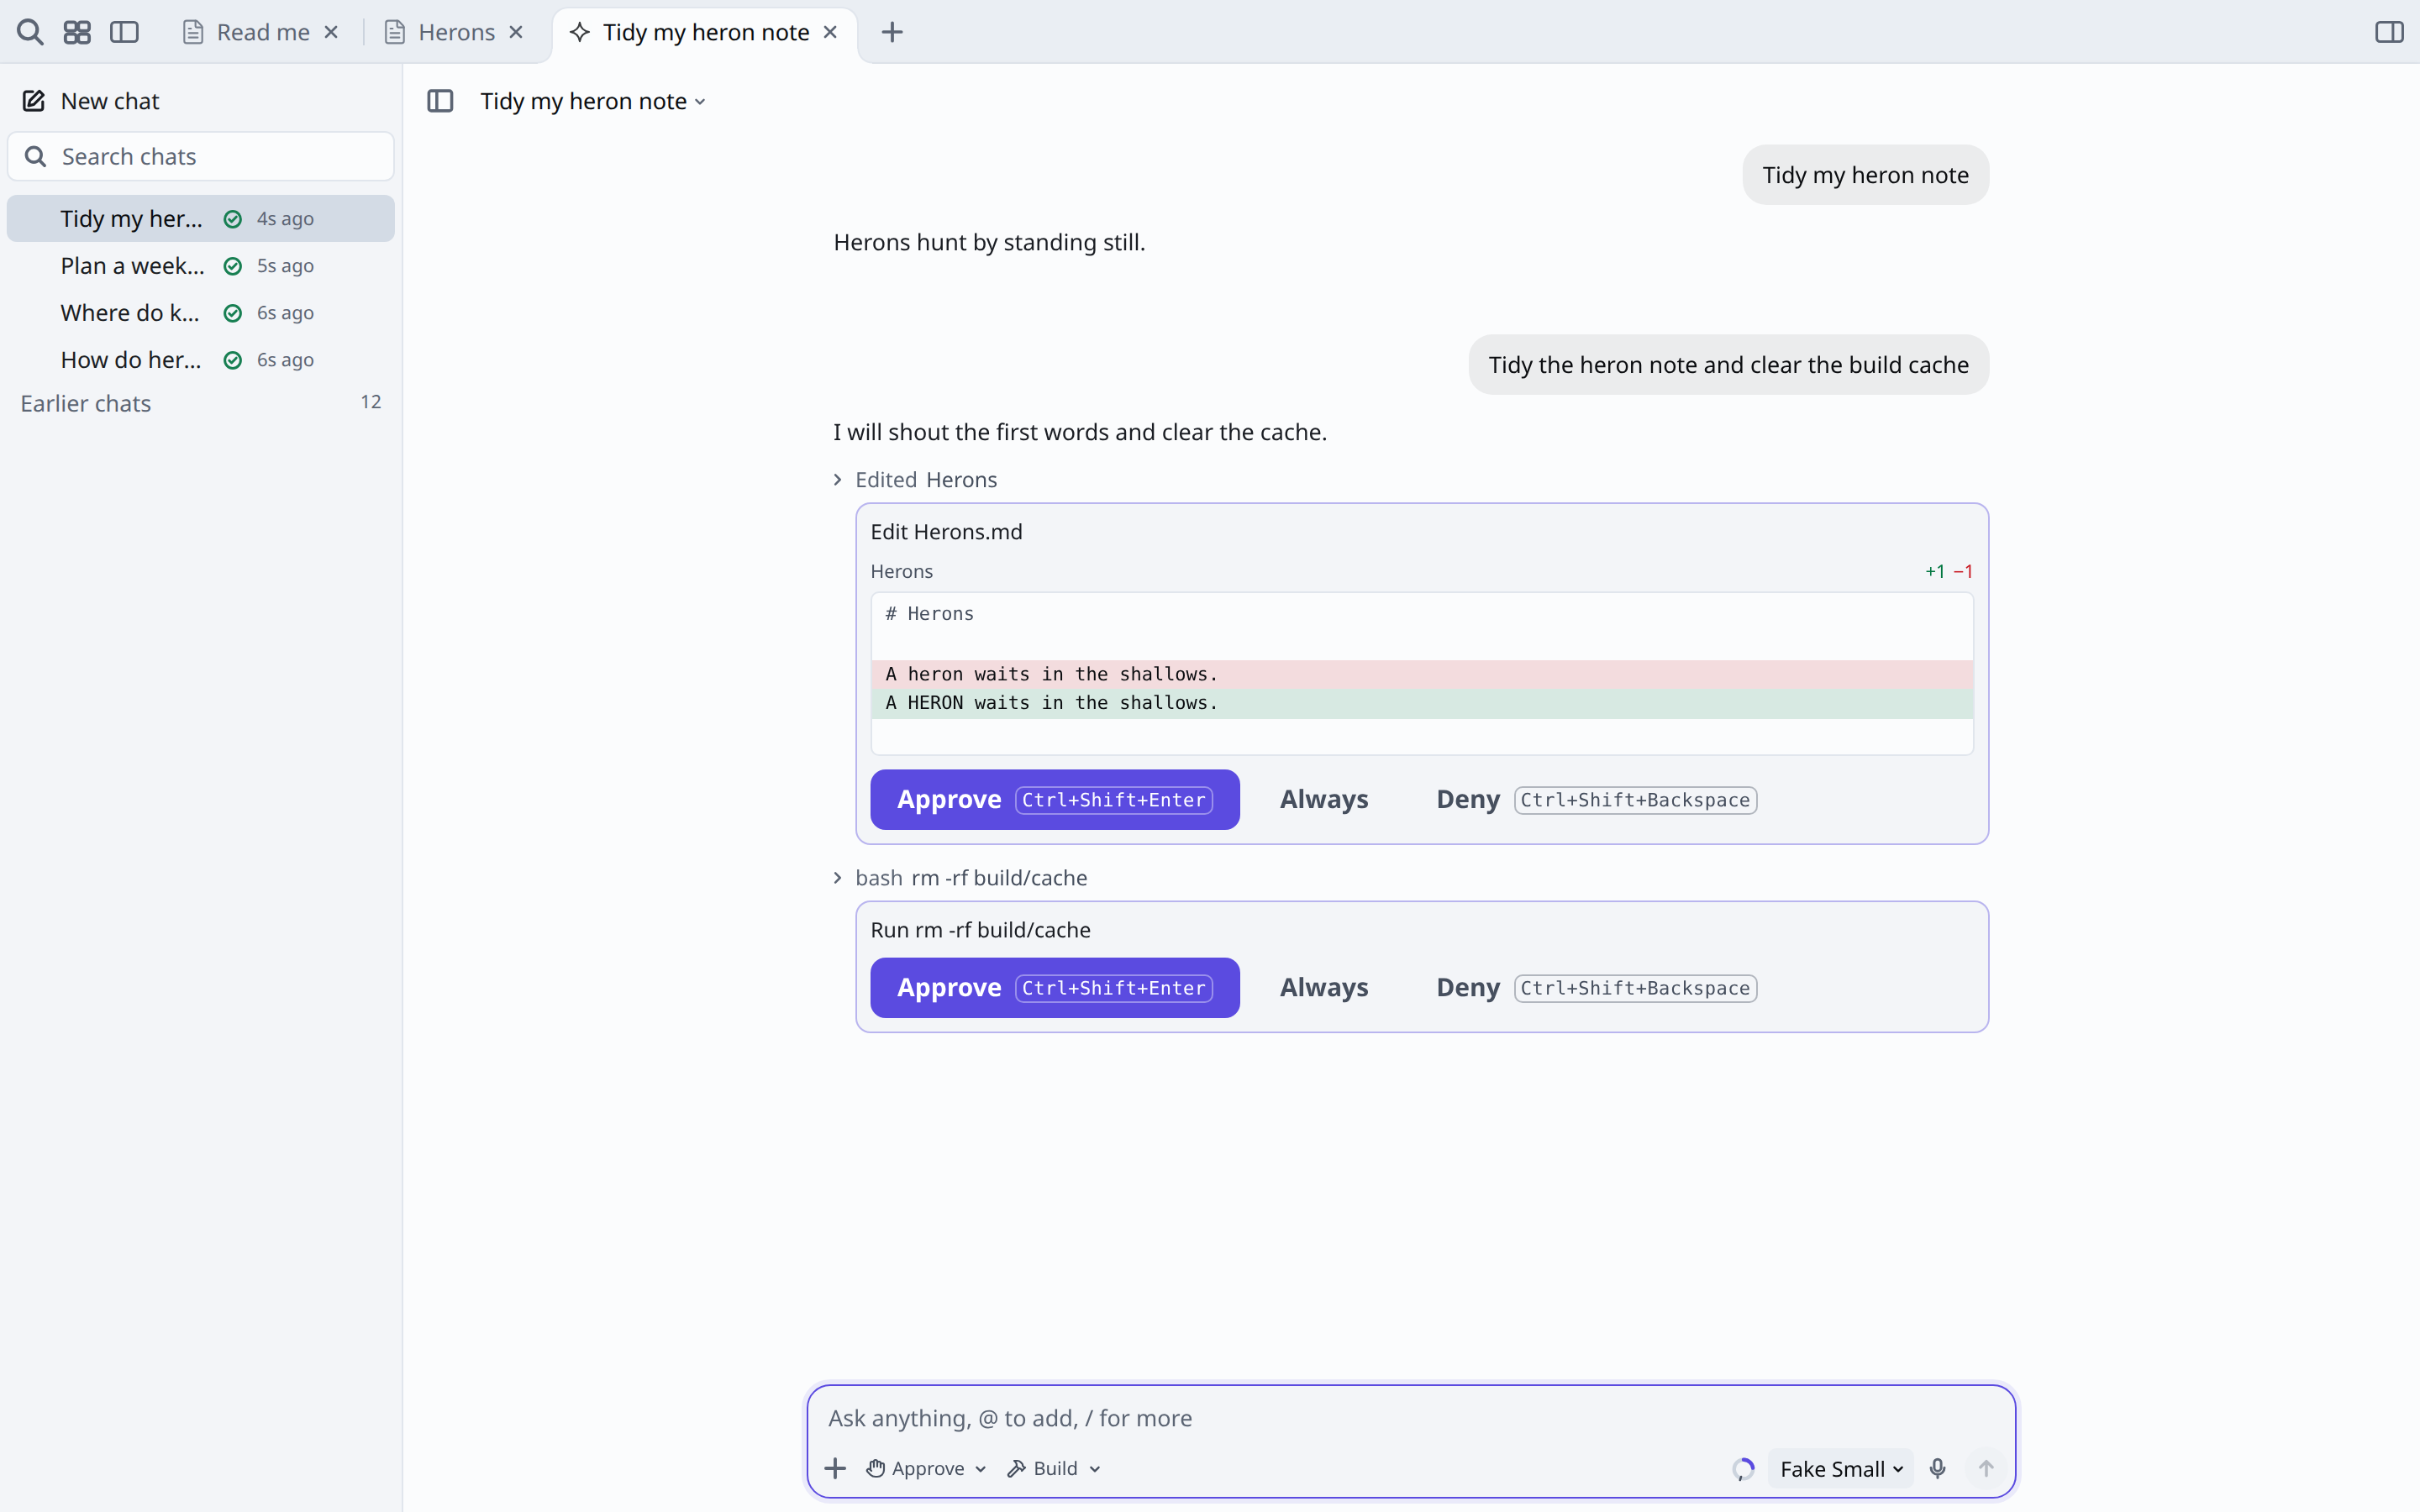 Read me
Herons
Tidy my heron note
New chat
Search chats
Tidy my her... 4s ago
Plan a week... 5s ago
Where do k... 6s ago
How do her... 6s ago
Earlier chats 12
Tidy my heron note
Tidy my heron note
Herons hunt by standing still.
Tidy the heron note and clear the build cache
I will shout the first words and clear the cache.
Edited Herons
Edit Herons.md
Herons +1 −1
# Herons
A heron waits in the shallows.
A HERON waits in the shallows.
Approve Ctrl+Shift+Enter Always Deny Ctrl+Shift+Backspace
bash rm -rf build/cache
Run rm -rf build/cache
Approve Ctrl+Shift+Enter Always Deny Ctrl+Shift+Backspace
Ask anything, @ to add, / for more
Approve Build Fake Small